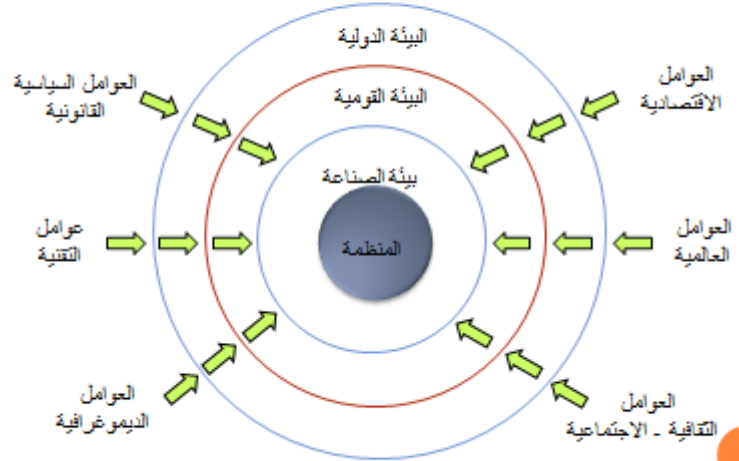 البيئة الدولية
العوامل
الاقتصادية
العوامل السياسية
القانونية
البيئة القومية
بيئة الصناعة
المنظمة
العوامل
العالمية
عوامل
التقنية
العوامل
الثقافية - الاجتماعية
العوامل
الديموغرافية